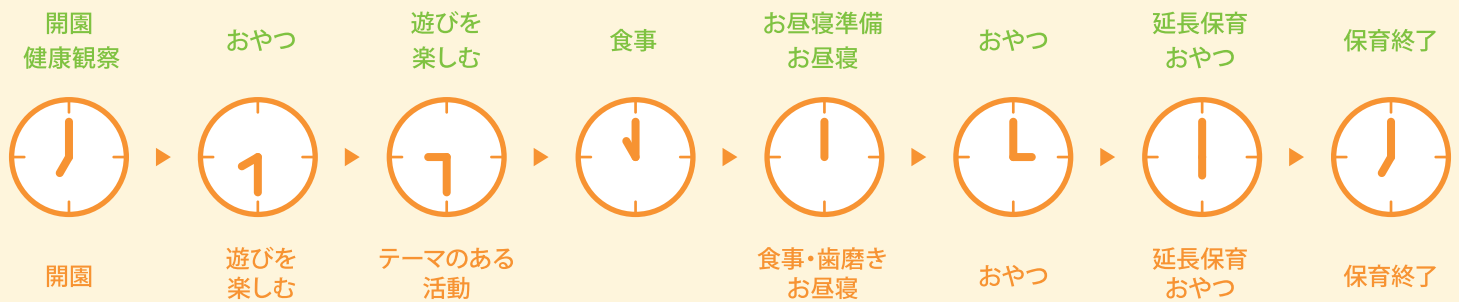 開園
健康観察
おやつ
遊びを
楽しむ
食事
お昼寝準備
お昼寝
おやつ
延長保育
おやつ
保育終了
開園
遊びを
楽しむ
テーマのある
活動
食事・歯磨き
お昼寝
おやつ
延長保育
おやつ
保育終了